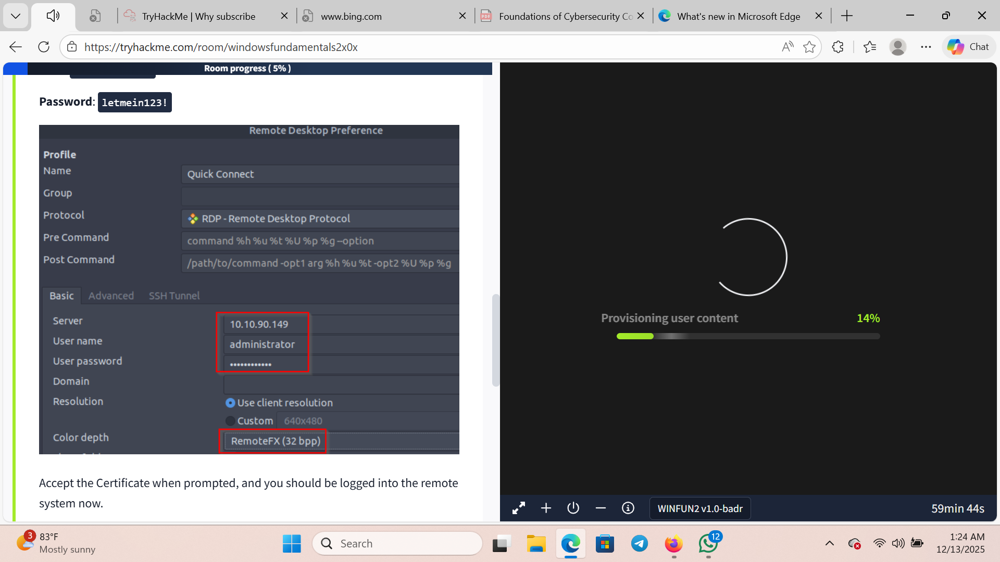 TryHackMe | Why subscribe
www.bing.com
Foundations of Cybersecurity Co
What's new in Microsoft Edge
https://tryhackme.com/room/windowsfundamentals2x0x
Chat
Room progress ( 5% )
Password: letmein123!
Remote Desktop Preference
Profile
Name
Quick Connect
Group
Protocol
RDP - Remote Desktop Protocol
Pre Command
command %h %u %t %U %p %g --option
Post Command
/path/to/command -opt1 arg %h %u %t -opt2 %U %p %g
Basic
Advanced
SSH Tunnel
Server
10.10.90.149
User name
administrator
User password
••••••••••••
Domain
Resolution
Use client resolution
Custom
640x480
Color depth
RemoteFX (32 bpp)
Accept the Certificate when prompted, and you should be logged into the remote
system now.
Provisioning user content
14%
WINFUN2 v1.0-badr
59min 44s
3
83°F
Mostly sunny
Search
12
1:24 AM
12/13/2025